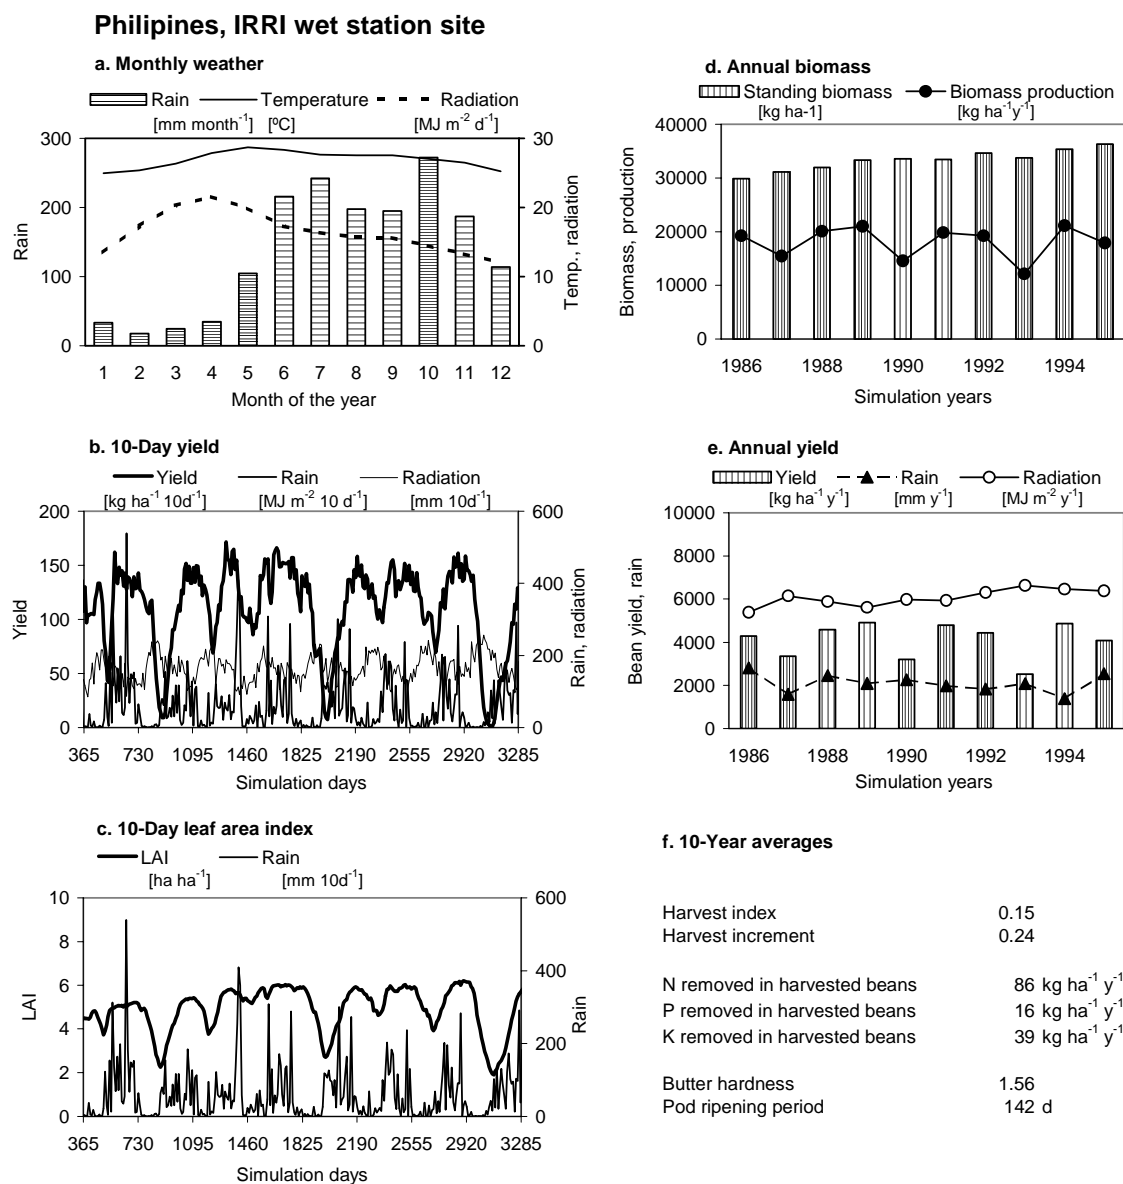 Philipines, IRRI wet station site
a. Monthly weather
Rain Temperature Radiation
[mm month-1] [ºC] [MJ m-2 d-1]
300 30
200 20
100 10
0 0
Rain
Temp., radiation
1 2 3 4 5 6 7 8 9 10 11 12
Month of the year
d. Annual biomass
Standing biomass Biomass production
[kg ha-1] [kg ha-1y-1]
40000
30000
20000
10000
0
Biomass, production
1986 1988 1990 1992 1994
Simulation years
b. 10-Day yield
Yield Rain Radiation
[kg ha-1 10d-1] [MJ m-2 10 d-1] [mm 10d-1]
200 600
150
400
100
200
50
0 0
Yield
Rain, radiation
365 730 1095 1460 1825 2190 2555 2920 3285
Simulation days
e. Annual yield
Yield Rain Radiation
[kg ha-1 y-1] [mm y-1] [MJ m-2 y-1]
10000
8000
6000
4000
2000
0
Bean yield, rain
1986 1988 1990 1992 1994
Simulation years
c. 10-Day leaf area index
LAI Rain
[ha ha-1] [mm 10d-1]
10 600
8
400
6
4
200
2
0 0
LAI
Rain
365 730 1095 1460 1825 2190 2555 2920 3285
Simulation days
f. 10-Year averages
Harvest index 0.15
Harvest increment 0.24
N removed in harvested beans 86 kg ha-1 y-1
P removed in harvested beans 16 kg ha-1 y-1
K removed in harvested beans 39 kg ha-1 y-1
Butter hardness 1.56
Pod ripening period 142 d